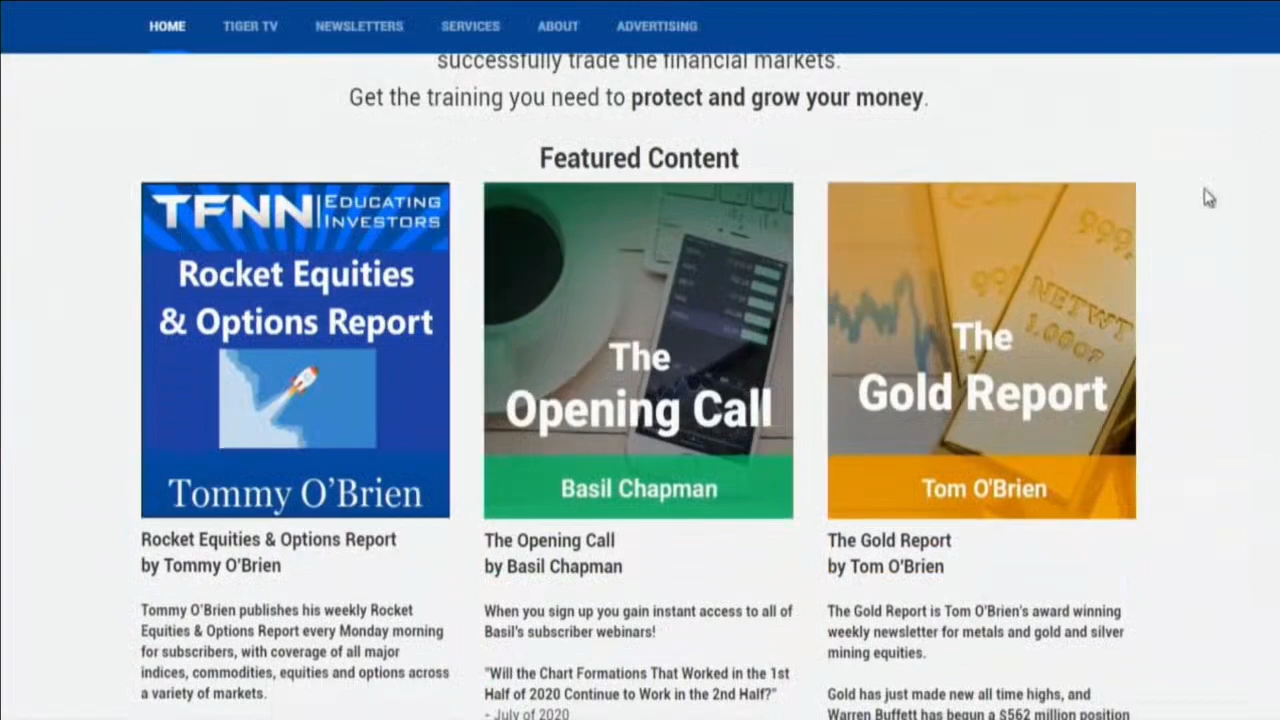 HOME TIGER TV NEWSLETTERS SERVICES ABOUT ADVERTISING
successfully trade the financial markets.
Get the training you need to protect and grow your money.
Featured Content
TFNN EDUCATING INVESTORS
Rocket Equities
& Options Report
Tommy O'Brien
Rocket Equities & Options Report
by Tommy O'Brien
Tommy O'Brien publishes his weekly Rocket
Equities & Options Report every Monday morning
for subscribers, with coverage of all major
indices, commodities, equities and options across
a variety of markets.
The
Opening Call
Basil Chapman
The Opening Call
by Basil Chapman
When you sign up you gain instant access to all of
Basil's subscriber webinars!
"Will the Chart Formations That Worked in the 1st
Half of 2020 Continue to Work in the 2nd Half?"
- July of 2020
999.
NETWT
The
Gold Report
Tom O'Brien
The Gold Report
by Tom O'Brien
The Gold Report is Tom O'Brien's award winning
weekly newsletter for metals and gold and silver
mining equities.
Gold has just made new all time highs, and
Warren Buffett has begun a $562 million position